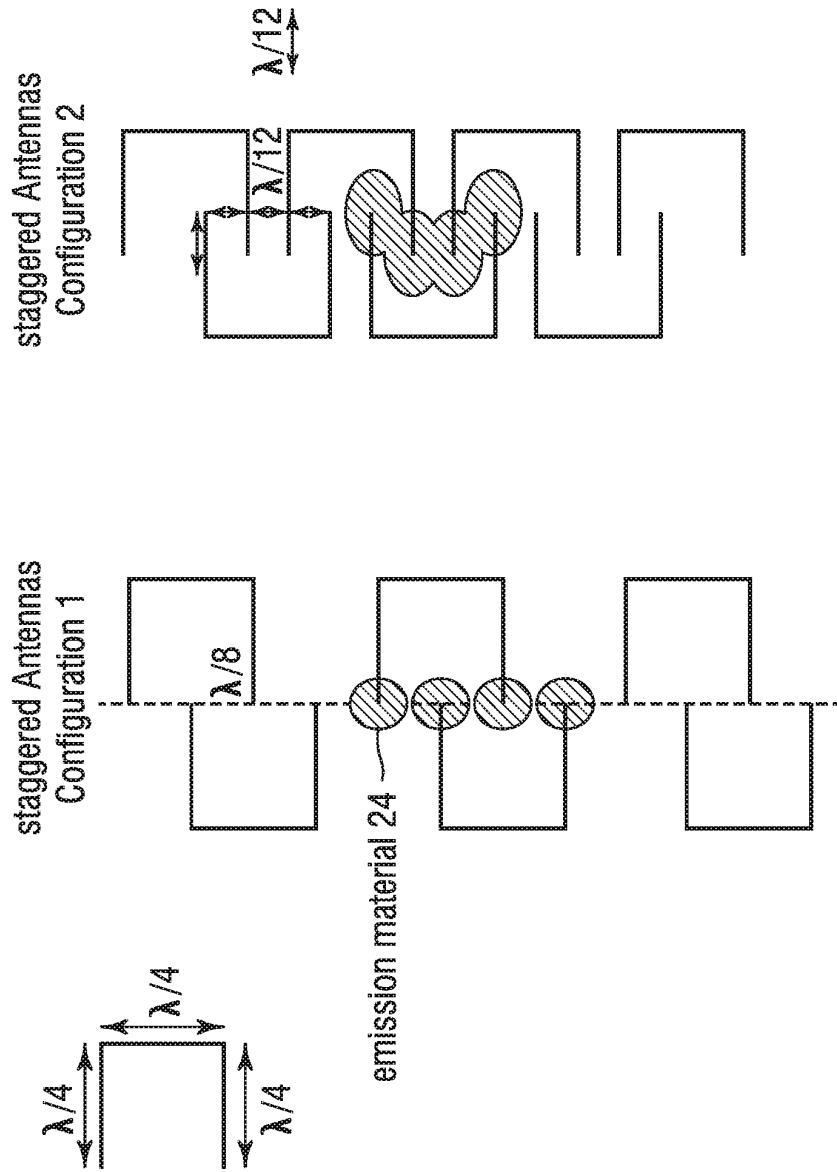 λ/4
λ/4
λ/4
staggered Antennas
Configuration 1
λ/8
emission material 24
staggered Antennas
Configuration 2
λ/12
λ/12